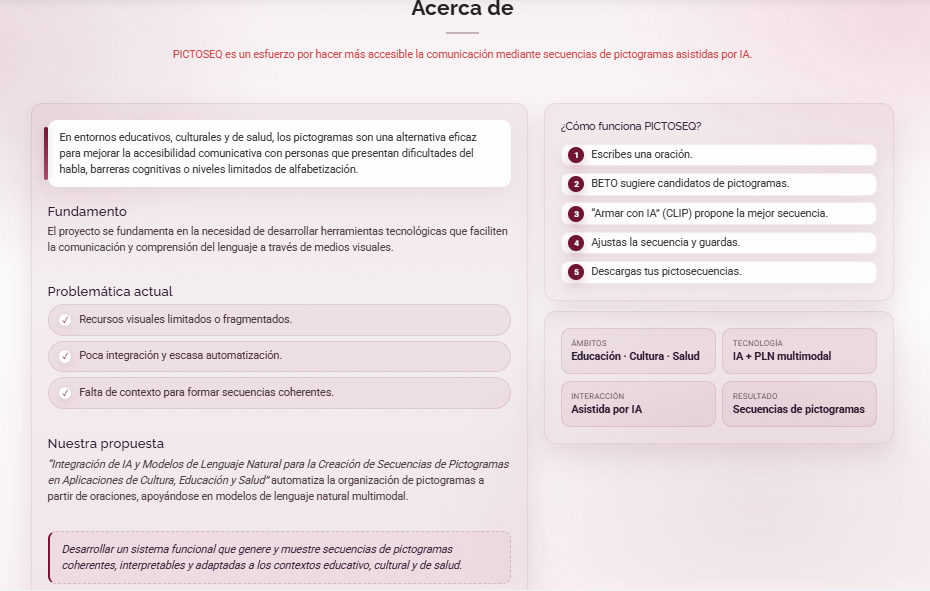 Acerca de
PICTOSEQ es un esfuerzo por hacer más accesible la comunicación mediante secuencias de pictogramas asistidas por IA.
En entornos educativos, culturales y de salud, los pictogramas son una alternativa eficaz
para mejorar la accesibilidad comunicativa con personas que presentan dificultades del
habla, barreras cognitivas o niveles limitados de alfabetización.
Fundamento
El proyecto se fundamenta en la necesidad de desarrollar herramientas tecnológicas que faciliten
la comunicación y comprensión del lenguaje a través de medios visuales.
Problemática actual
Recursos visuales limitados o fragmentados.
Poca integración y escasa automatización.
Falta de contexto para formar secuencias coherentes.
Nuestra propuesta
“Integración de IA y Modelos de Lenguaje Natural para la Creación de Secuencias de Pictogramas
en Aplicaciones de Cultura, Educación y Salud” automatiza la organización de pictogramas a
partir de oraciones, apoyándose en modelos de lenguaje natural multimodal.
Desarrollar un sistema funcional que genere y muestre secuencias de pictogramas
coherentes, interpretables y adaptadas a los contextos educativo, cultural y de salud.
¿Cómo funciona PICTOSEQ?
1 Escribes una oración.
2 BETO sugiere candidatos de pictogramas.
3 “Armar con IA” (CLIP) propone la mejor secuencia.
4 Ajustas la secuencia y guardas.
5 Descargas tus pictosecuencias.
ÁMBITOS
Educación · Cultura · Salud
TECNOLOGÍA
IA + PLN multimodal
INTERACCIÓN
Asistida por IA
RESULTADO
Secuencias de pictogramas